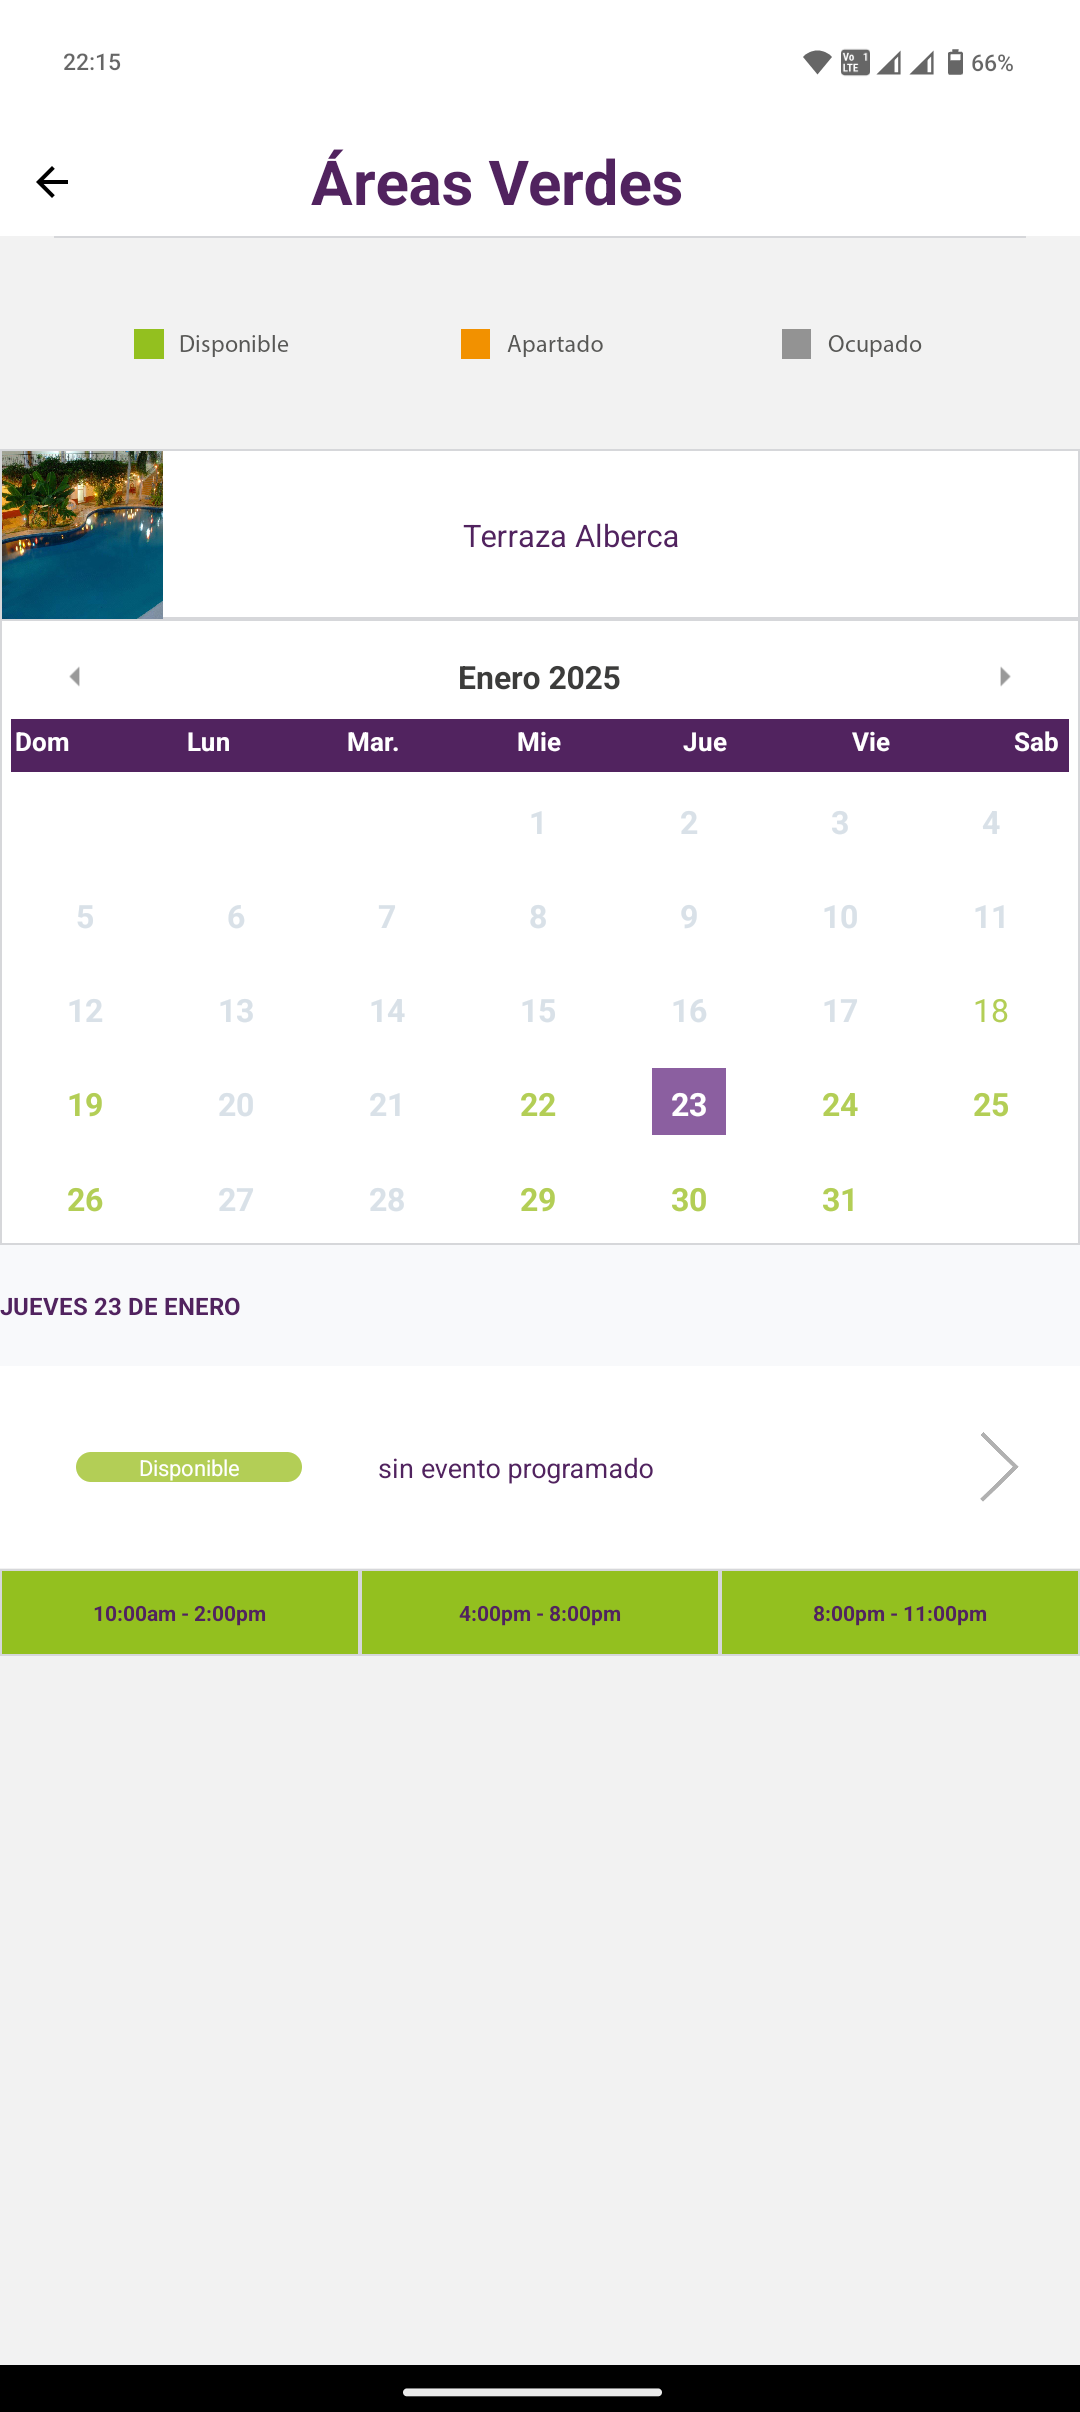 22:15
Vo 1 LTE
66%
Áreas Verdes
Disponible Apartado Ocupado
Terraza Alberca
Enero 2025
Dom Lun Mar. Mie Jue Vie Sab
1 2 3 4
5 6 7 8 9 10 11
12 13 14 15 16 17 18
19 20 21 22 23 24 25
26 27 28 29 30 31
JUEVES 23 DE ENERO
Disponible sin evento programado
10:00am - 2:00pm 4:00pm - 8:00pm 8:00pm - 11:00pm